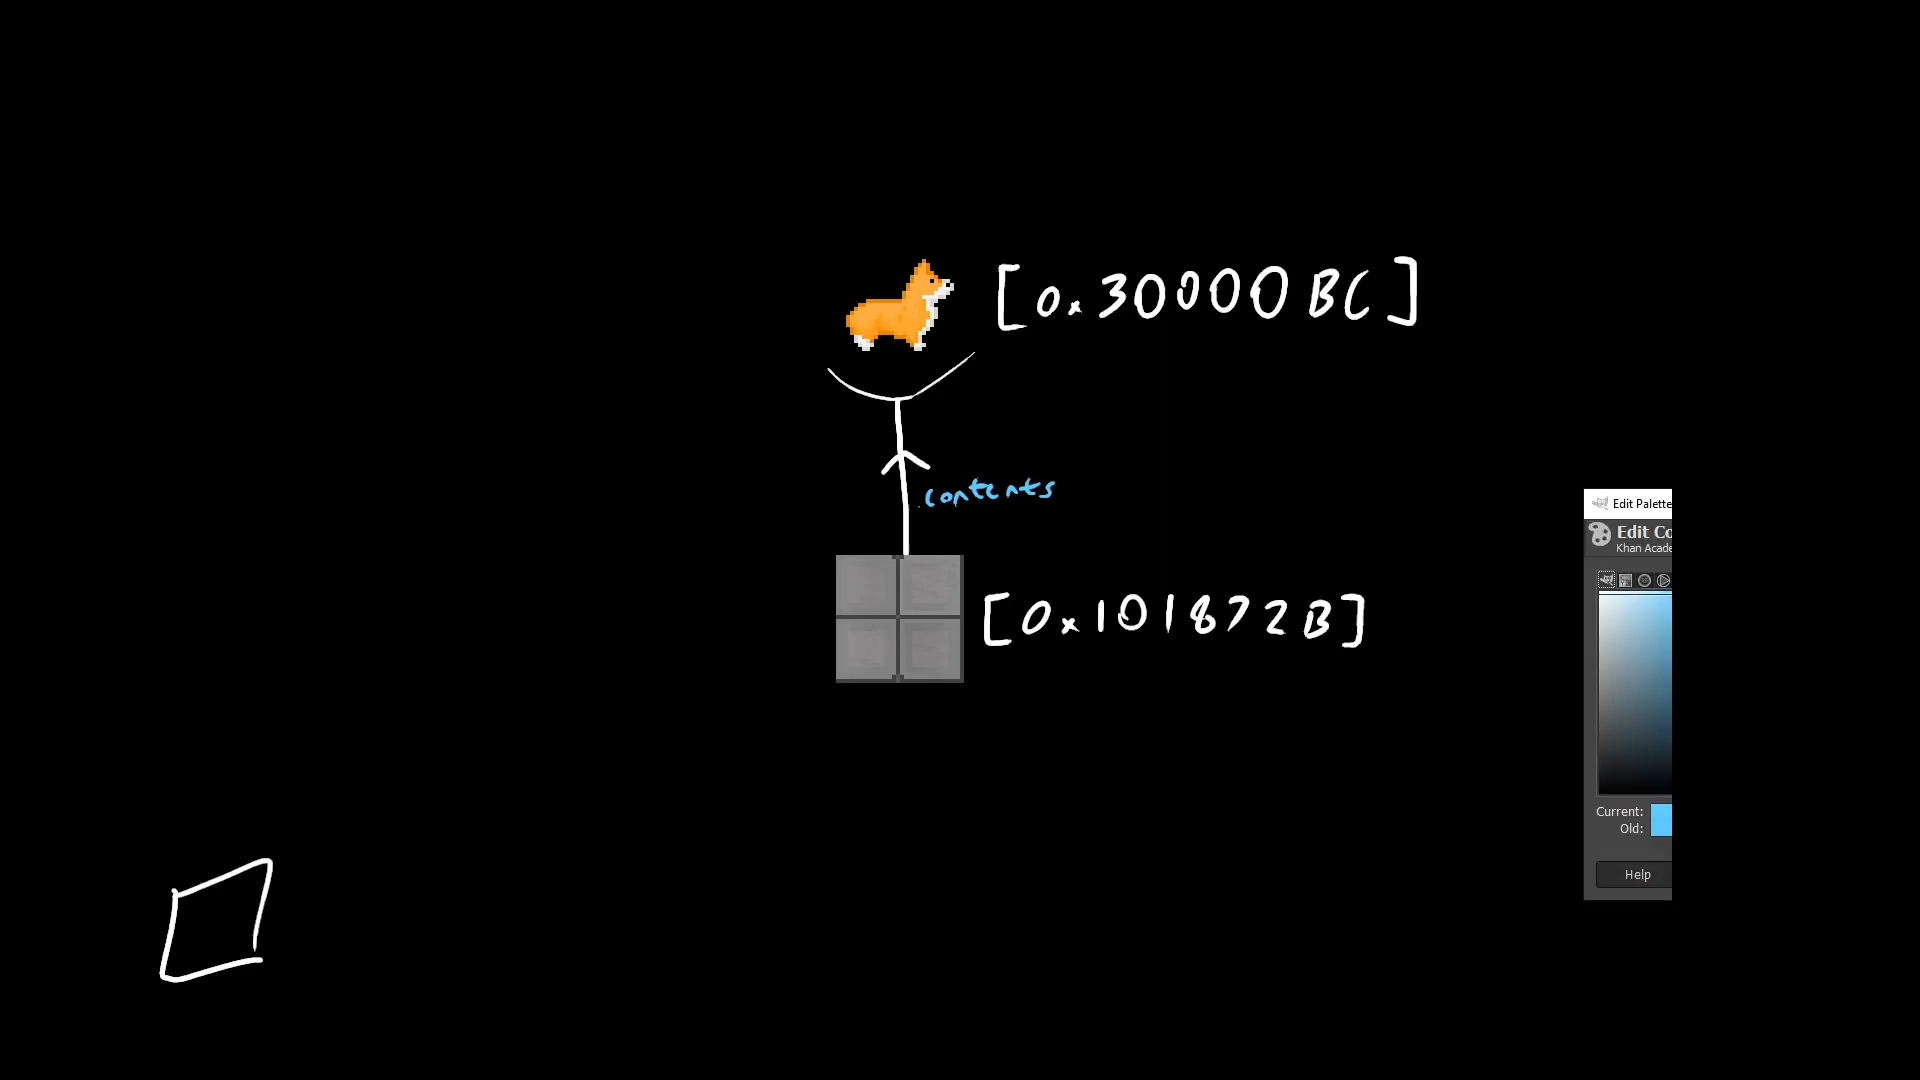 [0x30000BC]
contents
[0x101872B]
Edit Palette
Edit Co
Khan Acade
Current:
Old:
Help